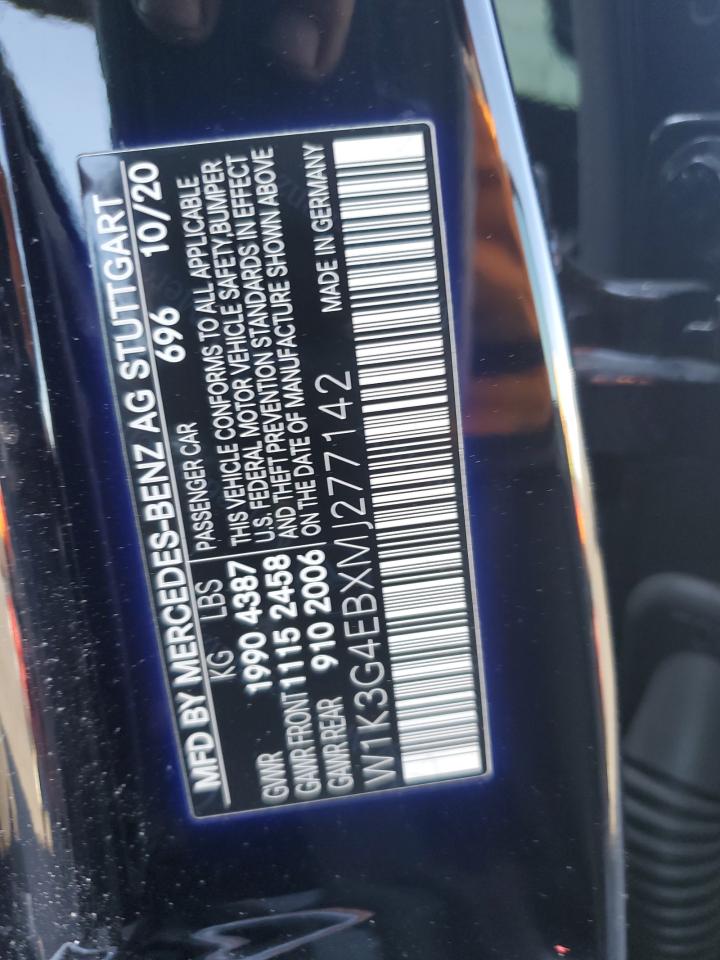 MFD BY MERCEDES-BENZ AG STUTTGART
696 10/20
KG LBS PASSENGER CAR
GWR 1990 4387
GAWR FRONT 1115 2458
GAWR REAR 910 2006
THIS VEHICLE CONFORMS TO ALL APPLICABLE
U.S. FEDERAL MOTOR VEHICLE SAFETY,BUMPER
AND THEFT PREVENTION STANDARDS IN EFFECT
ON THE DATE OF MANUFACTURE SHOWN ABOVE
W1K3G4EBXMJ277142 MADE IN GERMANY